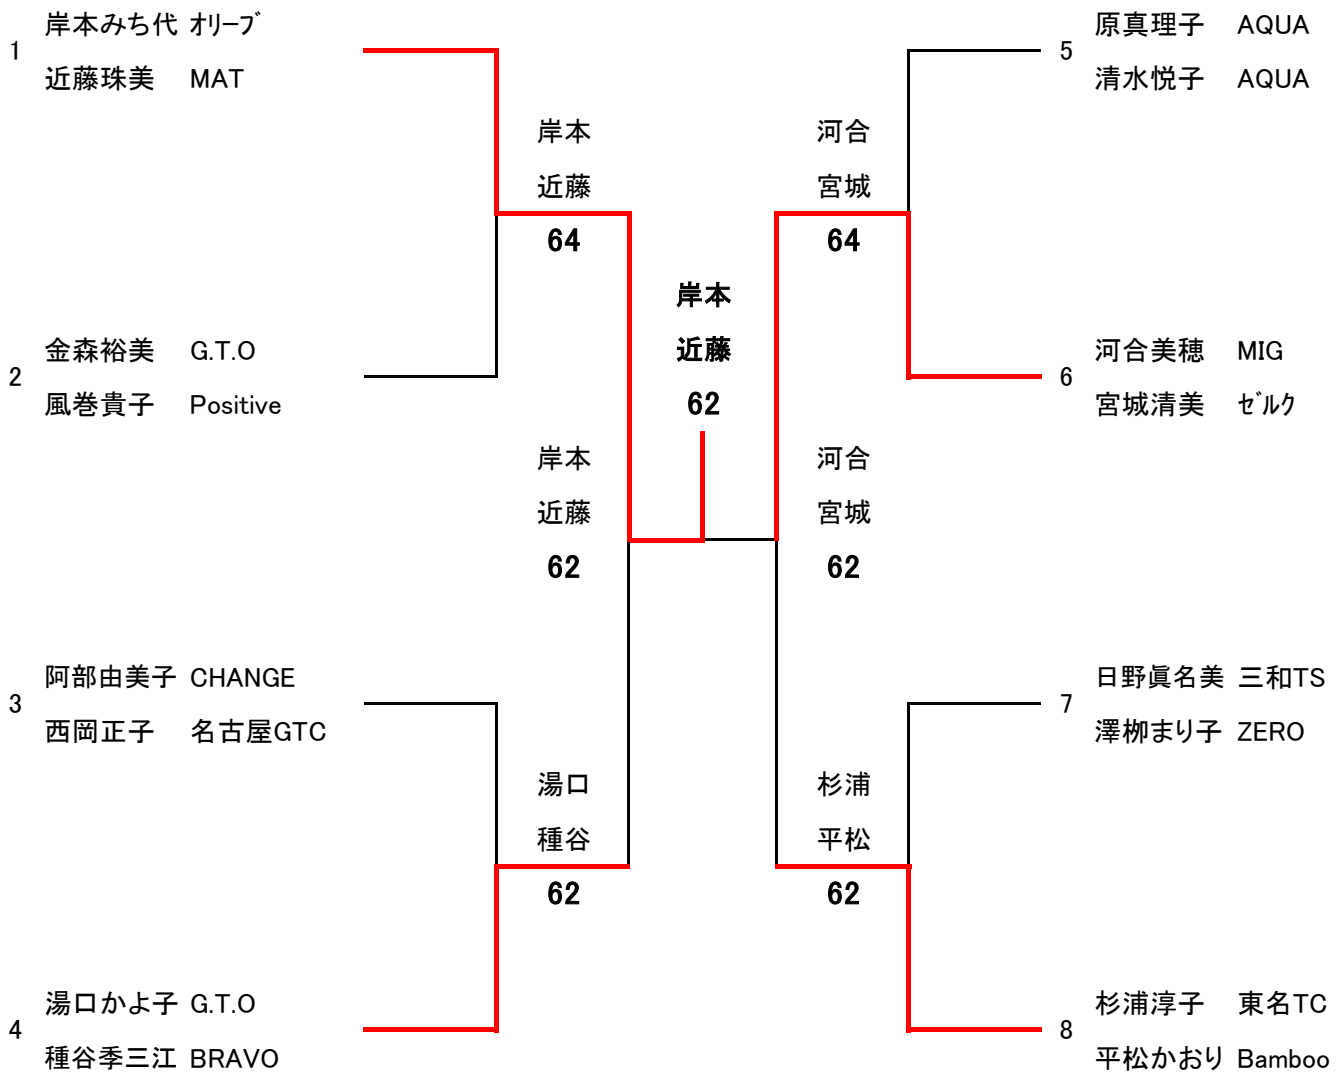 1
岸本みち代 ｵﾘｰﾌﾞ
近藤珠美 MAT
2
金森裕美 G.T.O
風巻貴子 Positive
3
阿部由美子 CHANGE
西岡正子 名古屋GTC
4
湯口かよ子 G.T.O
種谷季三江 BRAVO
岸本
近藤
64
岸本
近藤
62
湯口
種谷
62
岸本
近藤
62
河合
宮城
64
河合
宮城
62
杉浦
平松
62
5
原真理子 AQUA
清水悦子 AQUA
6
河合美穂 MIG
宮城清美 ｾﾞﾙｸ
7
日野眞名美 三和TS
澤栁まり子 ZERO
8
杉浦淳子 東名TC
平松かおり Bamboo